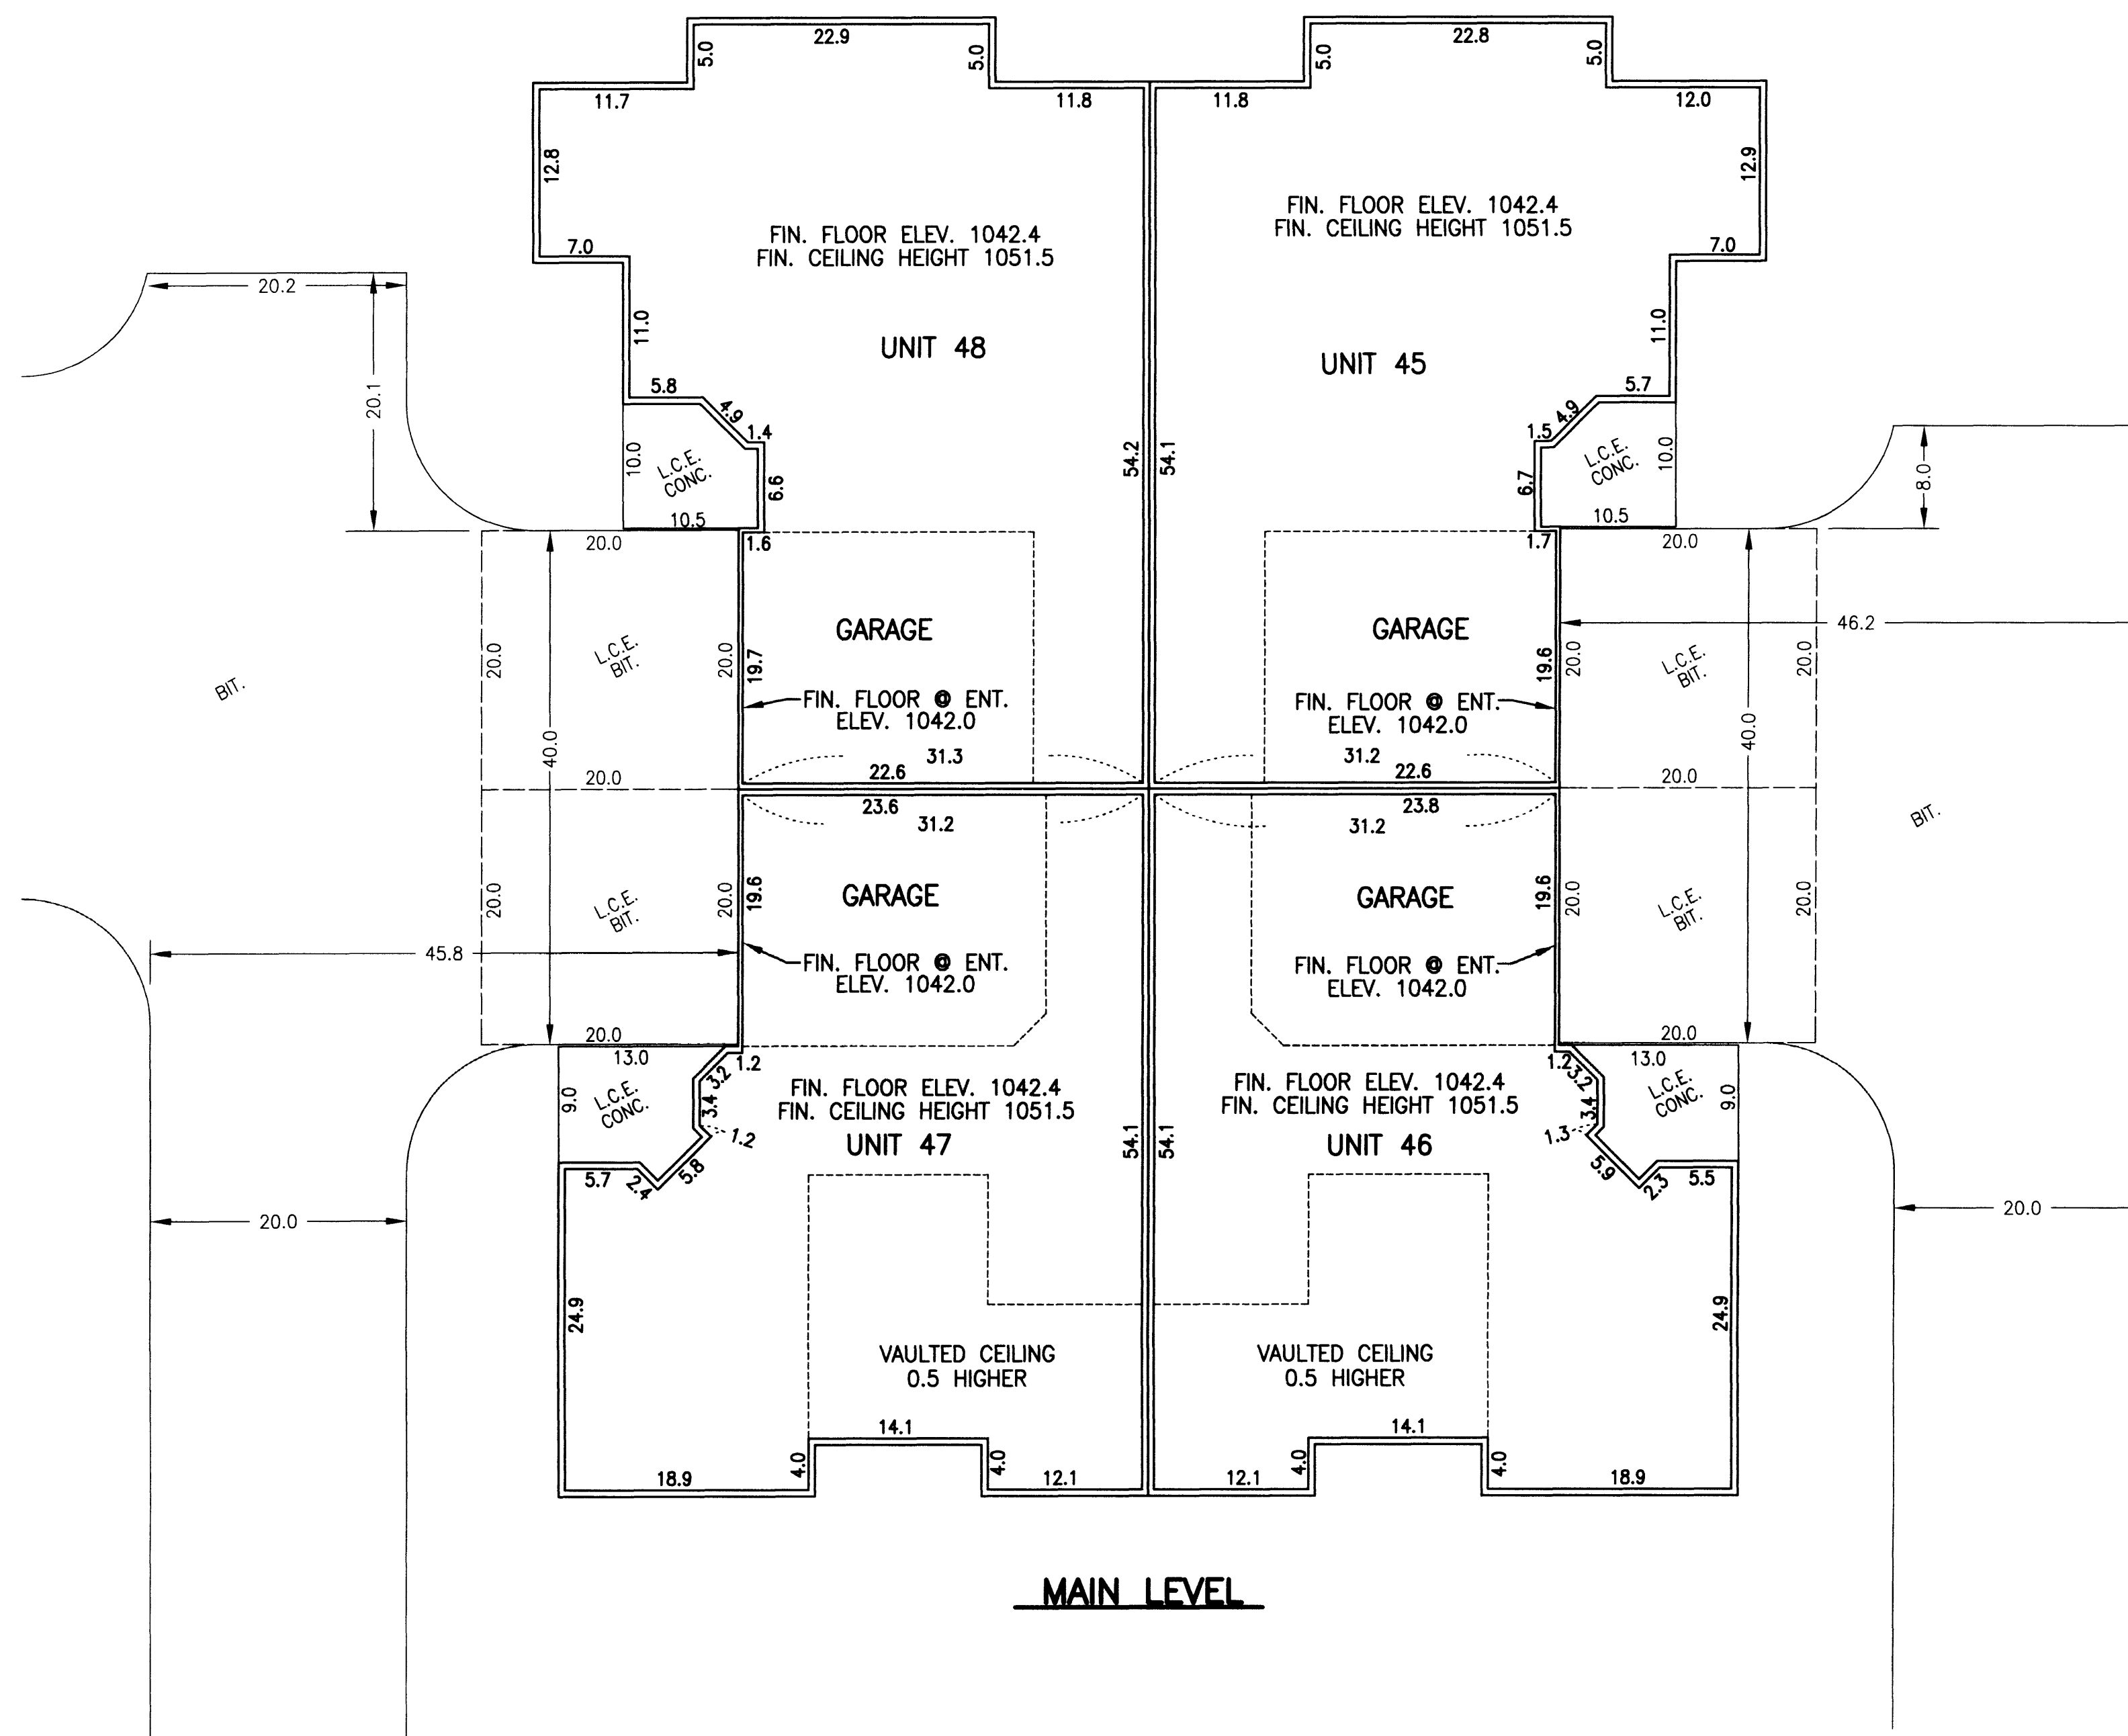 22.9
22.8
5.0
5.0
5.0
5.0
11.7
11.8
11.8
12.0
12.8
12.9
FIN. FLOOR ELEV. 1042.4
FIN. CEILING HEIGHT 1051.5
FIN. FLOOR ELEV. 1042.4
FIN. CEILING HEIGHT 1051.5
7.0
7.0
20.2
11.0
11.0
UNIT 48
UNIT 45
20.1
5.8
4.9
1.4
5.7
4.9
1.5
10.0
L.C.E.
CONC.
6.6
54.2
54.1
6.7
L.C.E.
CONC.
10.0
8.0
10.5
10.5
20.0
1.6
1.7
20.0
GARAGE
GARAGE
46.2
20.0
L.C.E.
BIT.
20.0
19.7
19.6
20.0
L.C.E.
BIT.
20.0
BIT.
FIN. FLOOR @ ENT.
ELEV. 1042.0
FIN. FLOOR @ ENT.
ELEV. 1042.0
40.0
40.0
31.3
31.2
20.0
22.6
22.6
20.0
23.6
23.8
31.2
31.2
BIT.
20.0
L.C.E.
BIT.
20.0
19.6
GARAGE
GARAGE
19.6
20.0
L.C.E.
BIT.
20.0
45.8
FIN. FLOOR @ ENT.
ELEV. 1042.0
FIN. FLOOR @ ENT.
ELEV. 1042.0
20.0
20.0
13.0
1.2
1.2
13.0
9.0
L.C.E.
CONC.
3.2
3.4
1.2
FIN. FLOOR ELEV. 1042.4
FIN. CEILING HEIGHT 1051.5
UNIT 47
54.1
54.1
FIN. FLOOR ELEV. 1042.4
FIN. CEILING HEIGHT 1051.5
UNIT 46
3.2
3.4
1.3
L.C.E.
CONC.
9.0
5.7
2.4
5.8
5.9
2.3
5.5
20.0
20.0
24.9
24.9
VAULTED CEILING
0.5 HIGHER
VAULTED CEILING
0.5 HIGHER
14.1
14.1
18.9
4.0
4.0
12.1
12.1
4.0
4.0
18.9
MAIN LEVEL